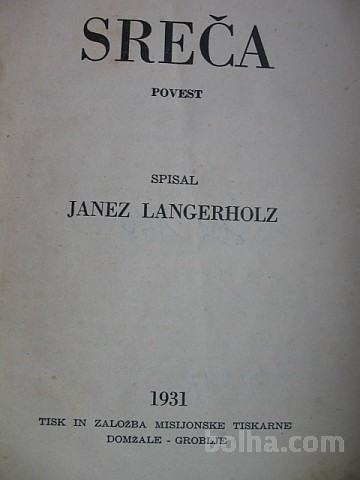 SREČA
POVEST
SPISAL
JANEZ LANGERHOLZ
1931
TISK IN ZALOŽBA MISIJONSKE TISKARNE
DOMŽALE - GROBLJE
bolha.com